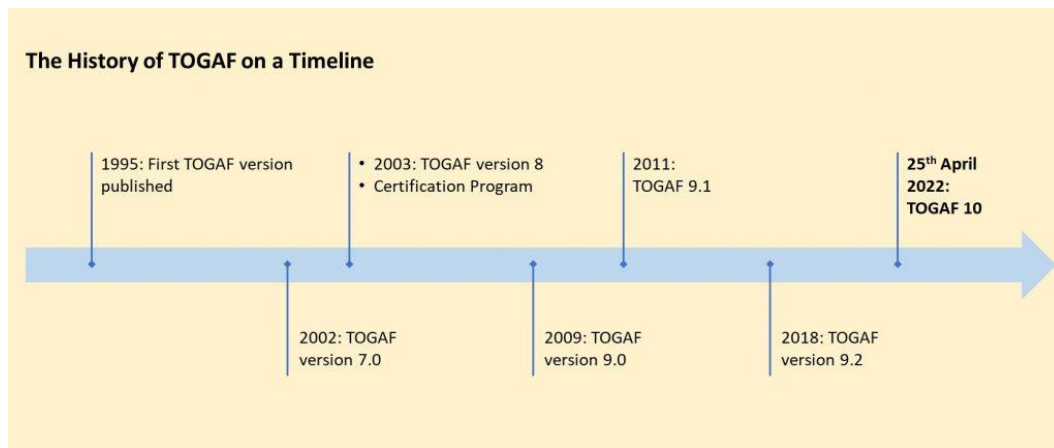 The History of TOGAF on a Timeline
1995: First TOGAF version
published
• 2003: TOGAF version 8
• Certification Program
2011:
TOGAF 9.1
25th April
2022:
TOGAF 10
2002: TOGAF
version 7.0
2009: TOGAF
version 9.0
2018: TOGAF
version 9.2